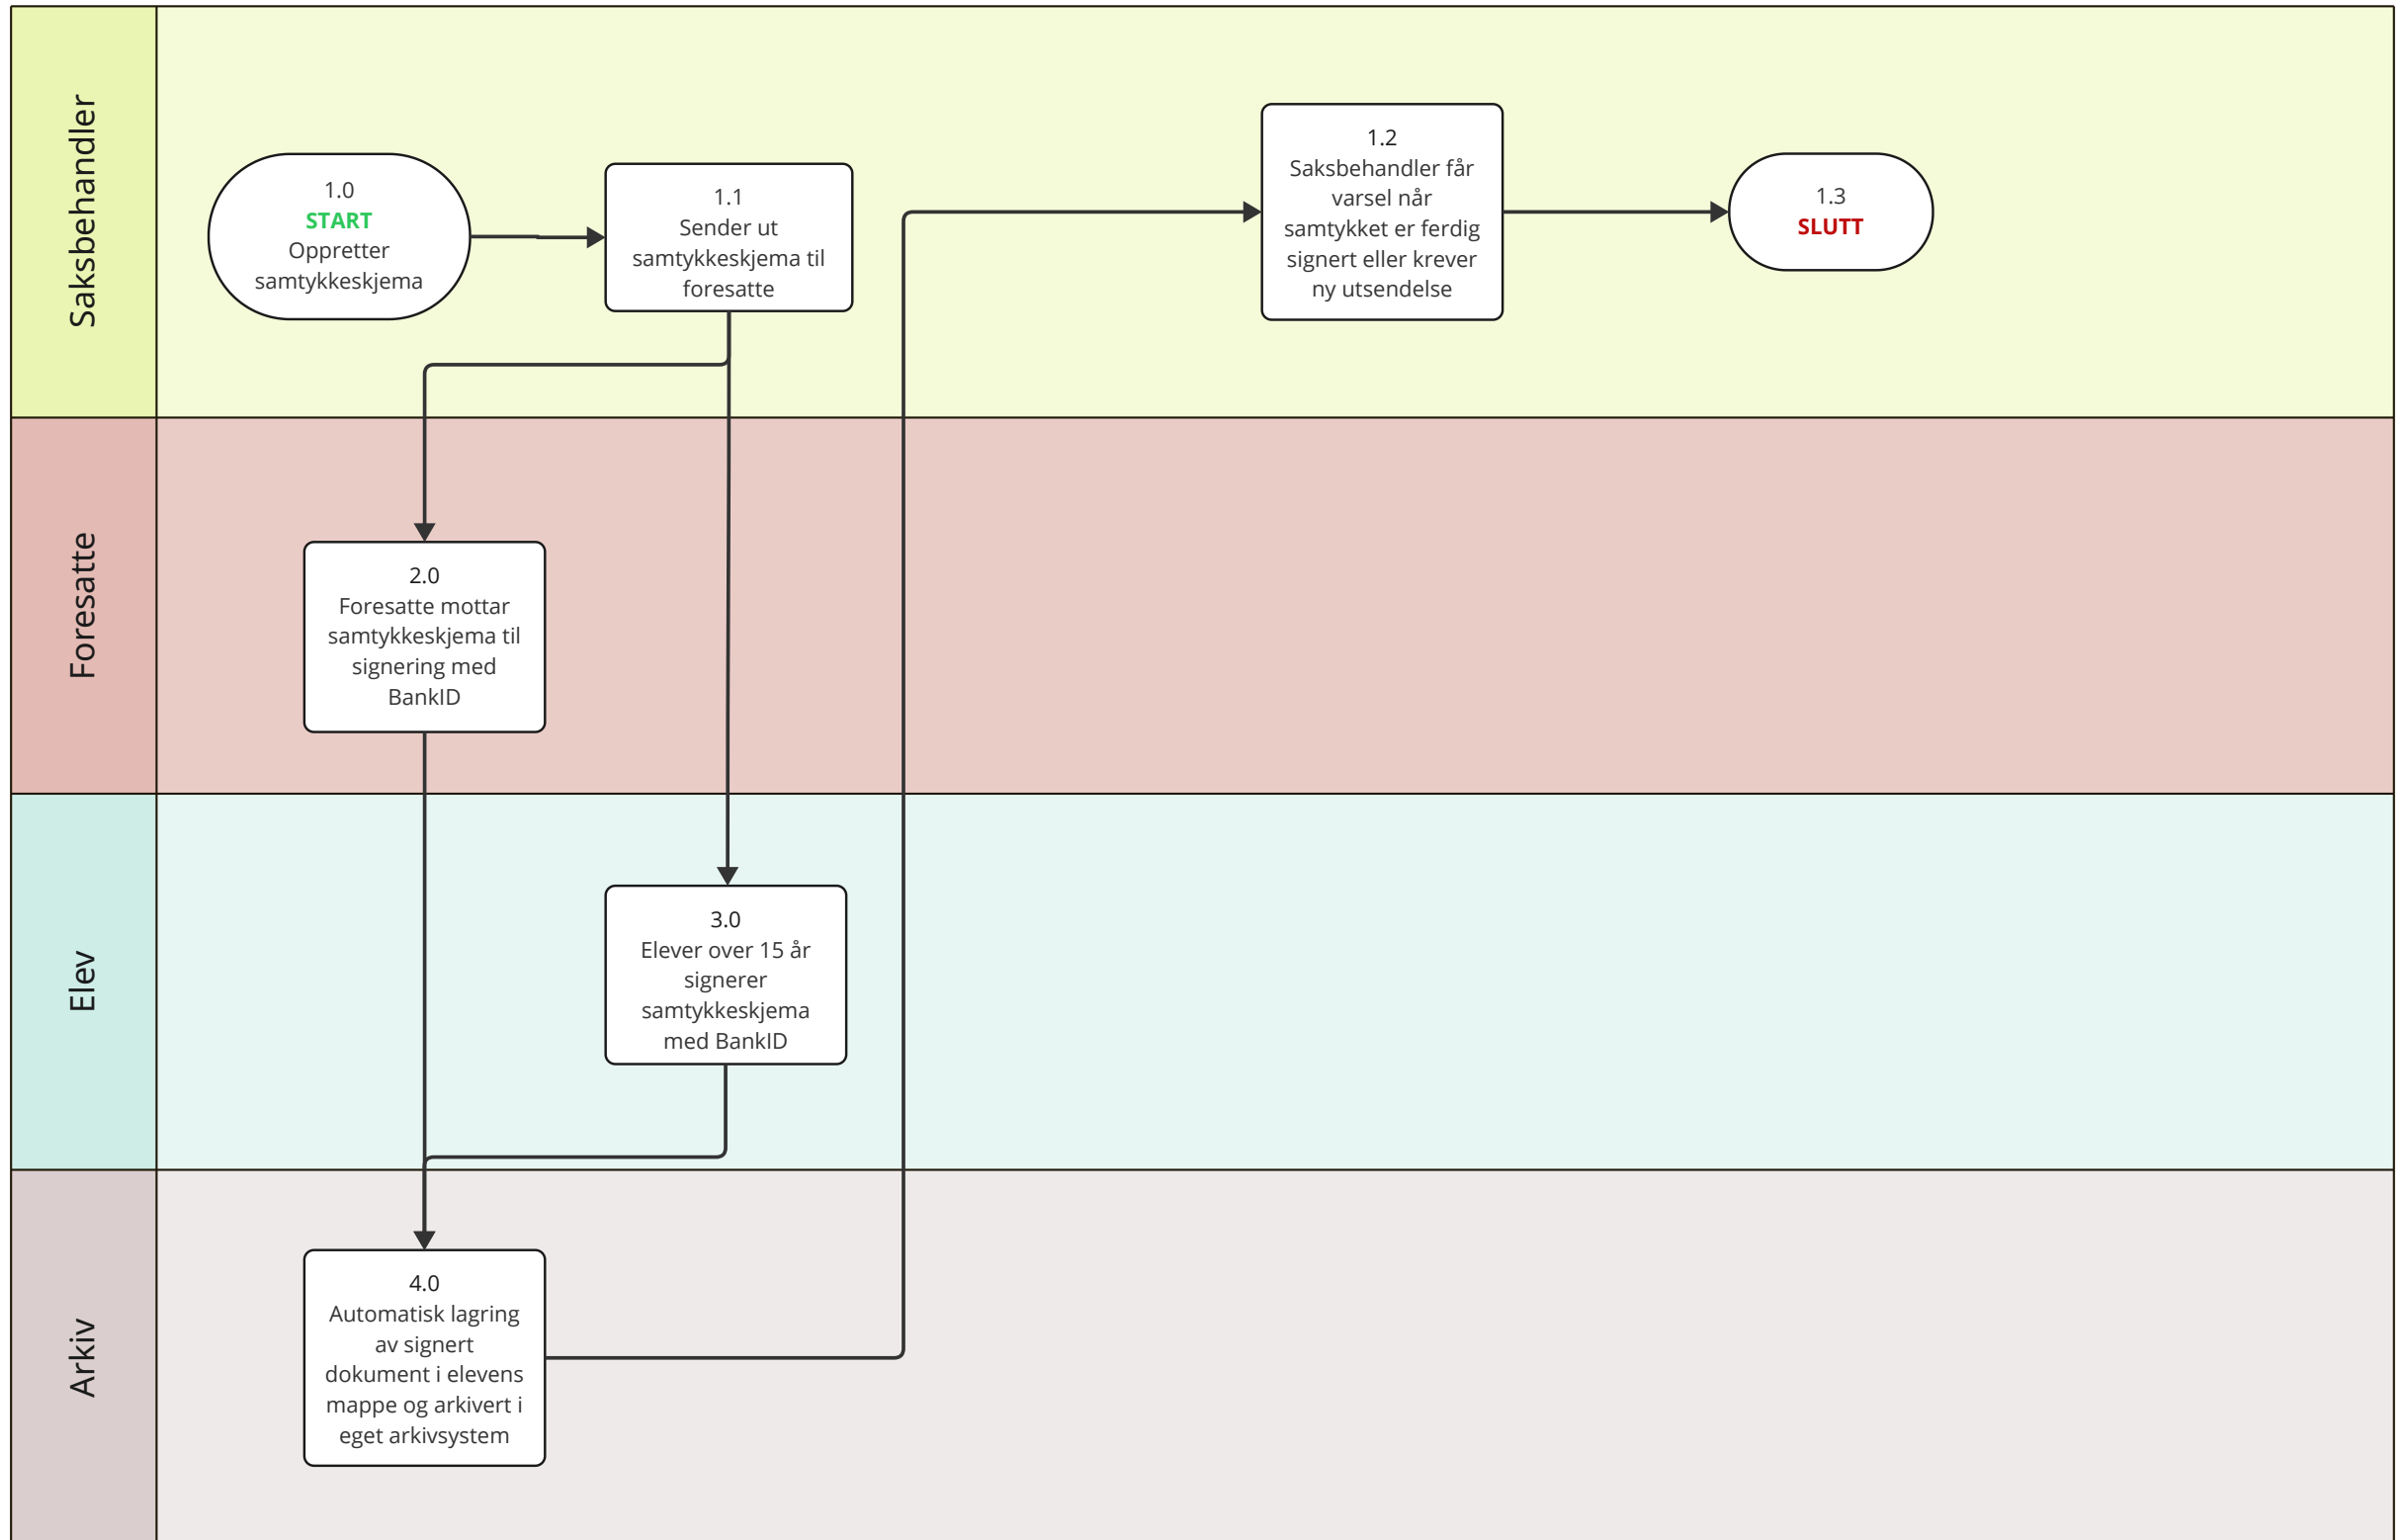 Saksbehandler
1.0
START
Oppretter
samtykkeskjema
1.1
Sender ut
samtykkeskjema til
foresatte
1.2
Saksbehandler får
varsel når
samtykket er ferdig
signert eller krever
ny utsendelse
1.3
SLUTT
Foresatte
2.0
Foresatte mottar
samtykkeskjema til
signering med
BankID
Elev
3.0
Elever over 15 år
signerer
samtykkeskjema
med BankID
Arkiv
4.0
Automatisk lagring
av signert
dokument i elevens
mappe og arkivert i
eget arkivsystem